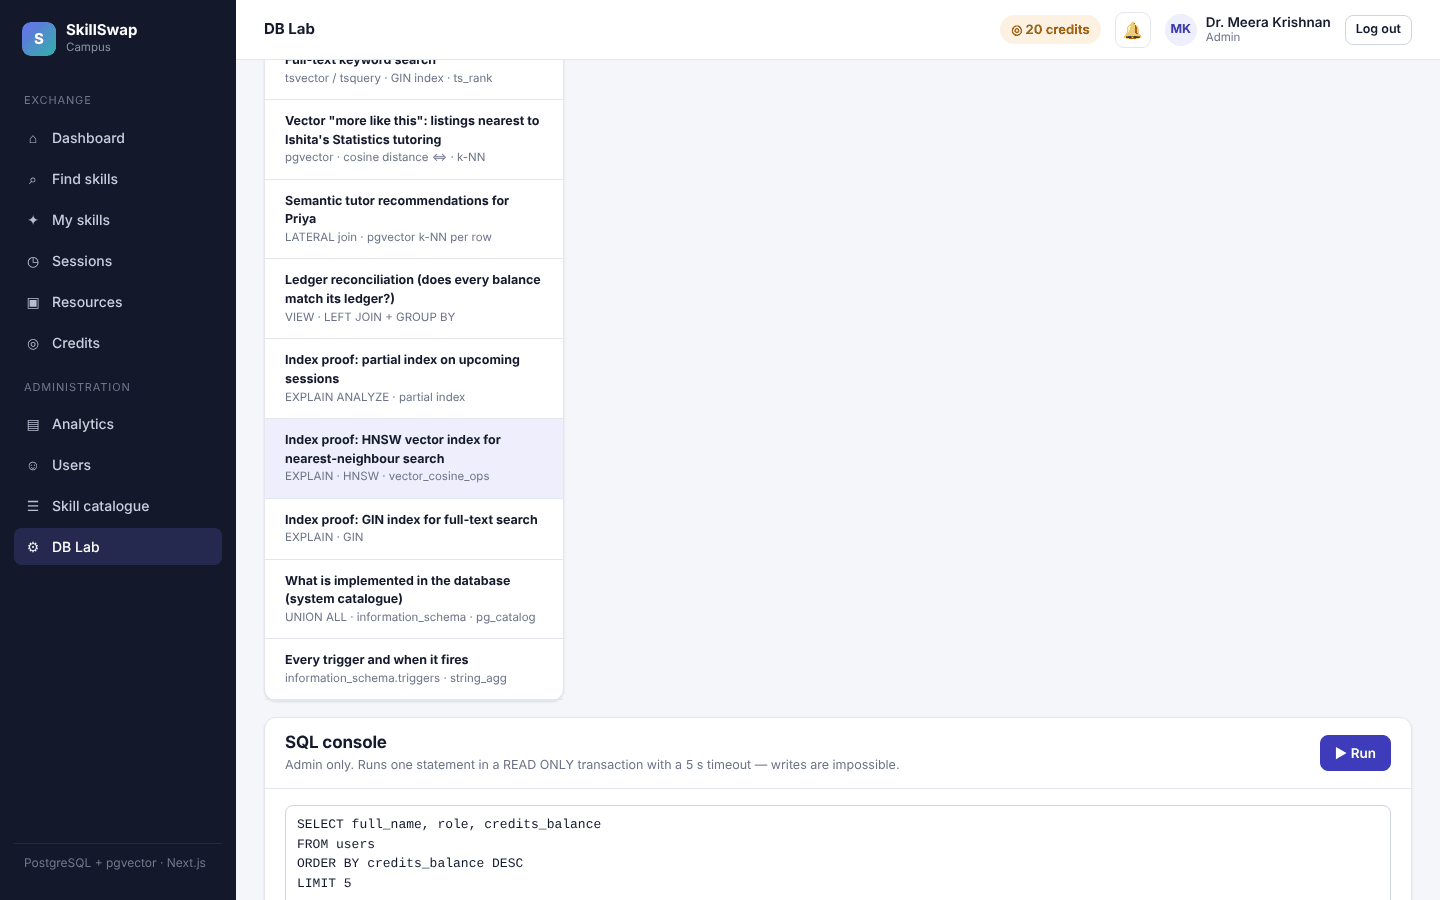 S
SkillSwap
Campus
EXCHANGE
Dashboard
Find skills
My skills
Sessions
Resources
Credits
ADMINISTRATION
Analytics
Users
Skill catalogue
DB Lab
PostgreSQL + pgvector · Next.js
DB Lab
20 credits
MK
Dr. Meera Krishnan
Admin
Log out
Full-text keyword search
tsvector / tsquery · GIN index · ts_rank
Vector "more like this": listings nearest to
Ishita's Statistics tutoring
pgvector · cosine distance <=> · k-NN
Semantic tutor recommendations for
Priya
LATERAL join · pgvector k-NN per row
Ledger reconciliation (does every balance
match its ledger?)
VIEW · LEFT JOIN + GROUP BY
Index proof: partial index on upcoming
sessions
EXPLAIN ANALYZE · partial index
Index proof: HNSW vector index for
nearest-neighbour search
EXPLAIN · HNSW · vector_cosine_ops
Index proof: GIN index for full-text search
EXPLAIN · GIN
What is implemented in the database
(system catalogue)
UNION ALL · information_schema · pg_catalog
Every trigger and when it fires
information_schema.triggers · string_agg
SQL console
Admin only. Runs one statement in a READ ONLY transaction with a 5 s timeout — writes are impossible.
▶ Run
SELECT full_name, role, credits_balance
FROM users
ORDER BY credits_balance DESC
LIMIT 5